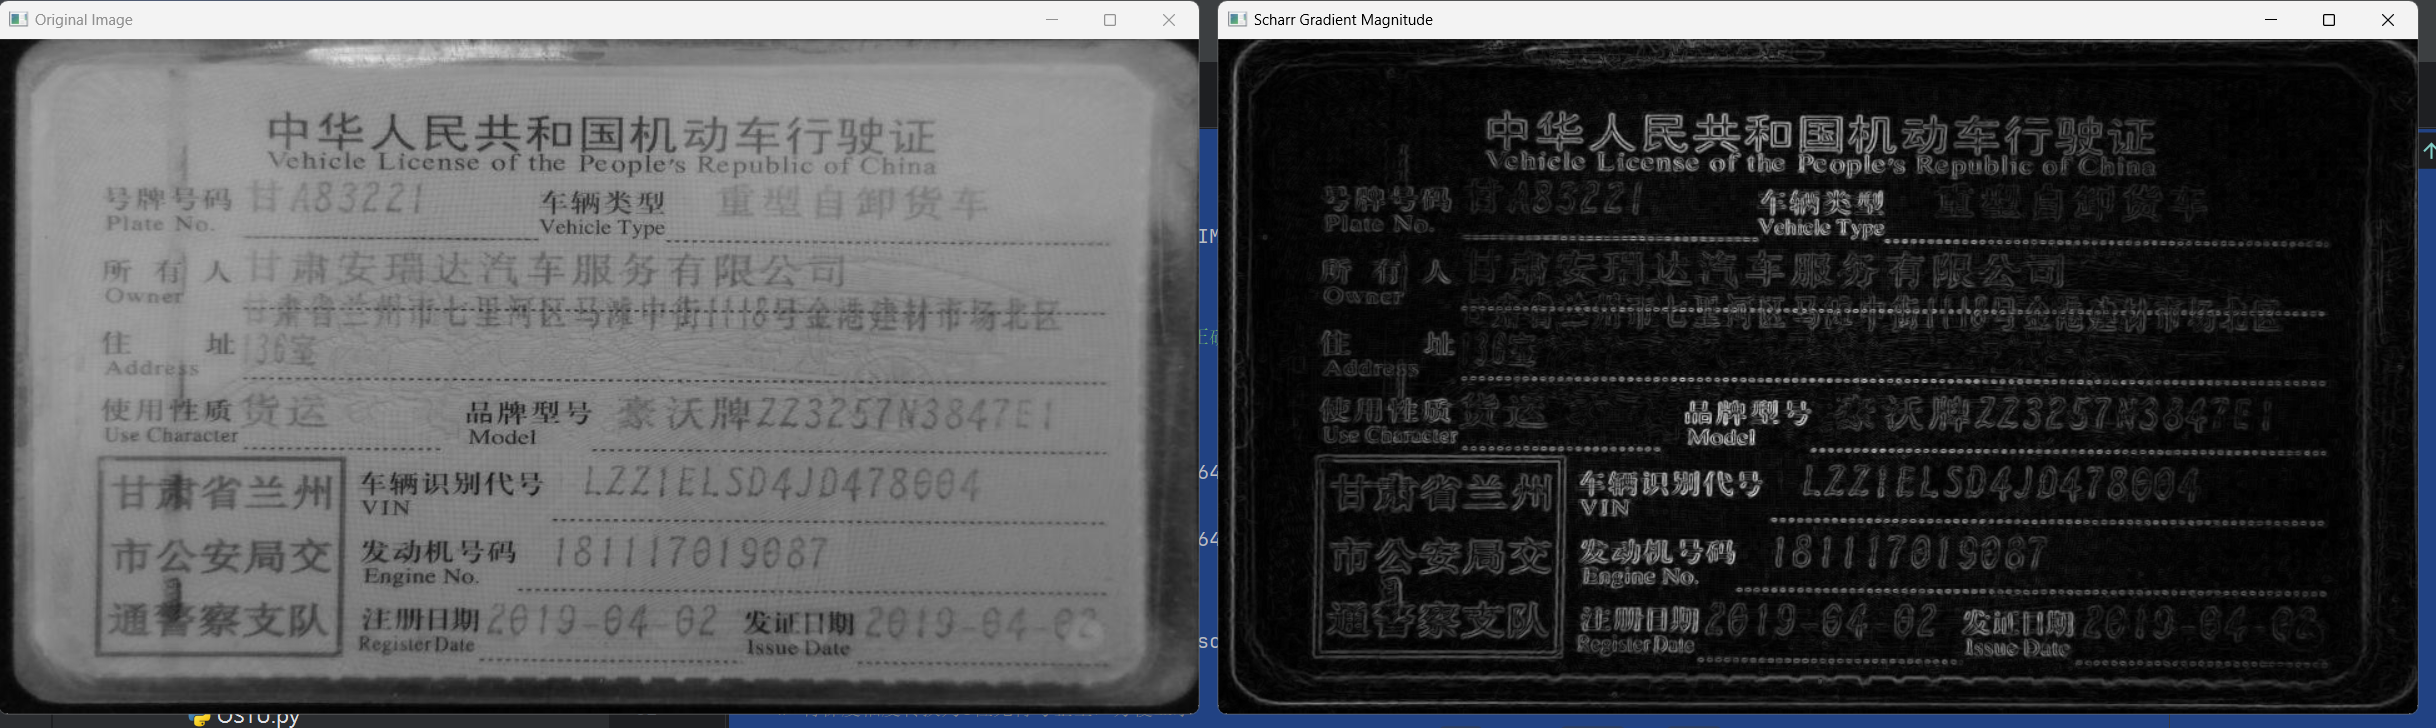 Original Image
中华人民共和国机动车行驶证
Vehicle License of the People's Republic of China
号牌号码 甘A83221 车辆类型 重型自卸货车
Plate No. Vehicle Type
所有人 甘肃安瑞达汽车服务有限公司
Owner
甘肃省兰州市七里河区马滩中街1118号金港建材市场北区
住址 136室
Address
使用性质 货运 品牌型号 豪沃牌ZZ3257N3847E1
Use Character Model
甘肃省兰州
市公安局交
通警察支队
车辆识别代号 LZZ1ELSD4JD478004
VIN
发动机号码 181117019087
Engine No.
注册日期 2019-04-02 发证日期 2019-04-02
Register Date Issue Date
OSTU.py
Scharr Gradient Magnitude
中华人民共和国机动车行驶证
Vehicle License of the People's Republic of China
号牌号码 甘A83221 车辆类型 重型自卸货车
Plate No. Vehicle Type
所有人 甘肃安瑞达汽车服务有限公司
Owner
甘肃省兰州市七里河区马滩中街1118号金港建材市场北区
住址 136室
Address
使用性质 货运 品牌型号 豪沃牌ZZ3257N3847E1
Use Character Model
甘肃省兰州
市公安局交
通警察支队
车辆识别代号 LZZ1ELSD4JD478004
VIN
发动机号码 181117019087
Engine No.
注册日期 2019-04-02 发证日期 2019-04-02
Register Date Issue Date
IM
64
64
sc